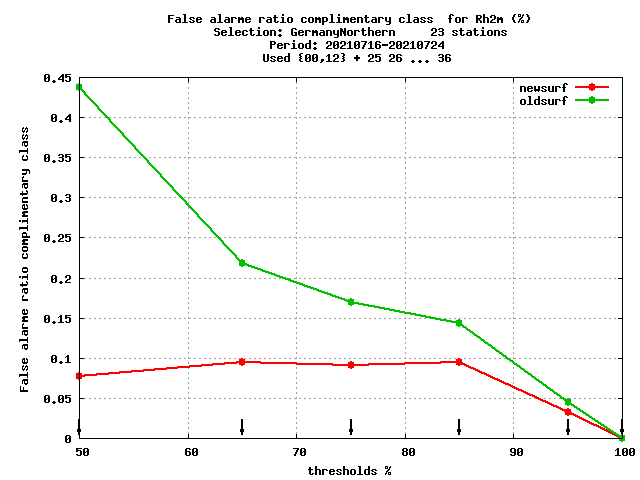 False alarme ratio complimentary class  for Rh2m (%)
Selection: GermanyNorthern     23 stations
Period: 20210716-20210724
Used {00,12} + 25 26 ... 36
newsurf
oldsurf
False alarme ratio complimentary class
0.45
0.4
0.35
0.3
0.25
0.2
0.15
0.1
0.05
0
50 60 70 80 90 100
thresholds %